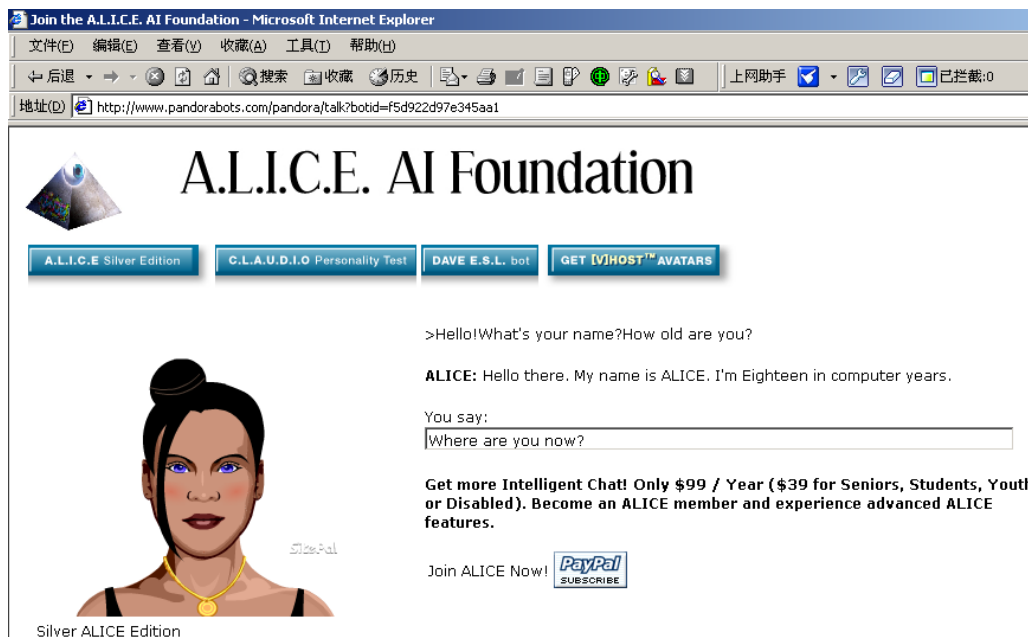 Join the A.L.I.C.E. AI Foundation - Microsoft Internet Explorer
文件(F) 编辑(E) 查看(V) 收藏(A) 工具(T) 帮助(H)
后退 搜索 收藏 历史 上网助手 已拦截:0
地址(D) http://www.pandorabots.com/pandora/talk?botid=f5d922d97e345aa1
A.L.I.C.E. AI Foundation
A.L.I.C.E Silver Edition C.L.A.U.D.I.O Personality Test DAVE E.S.L. bot GET [V]HOST™ AVATARS
>Hello!What's your name?How old are you?
ALICE: Hello there. My name is ALICE. I'm Eighteen in computer years.
You say:
Where are you now?
Get more Intelligent Chat! Only $99 / Year ($39 for Seniors, Students, Youth
or Disabled). Become an ALICE member and experience advanced ALICE
features.
SitePal
Join ALICE Now! PayPal
SUBSCRIBE
Silver ALICE Edition